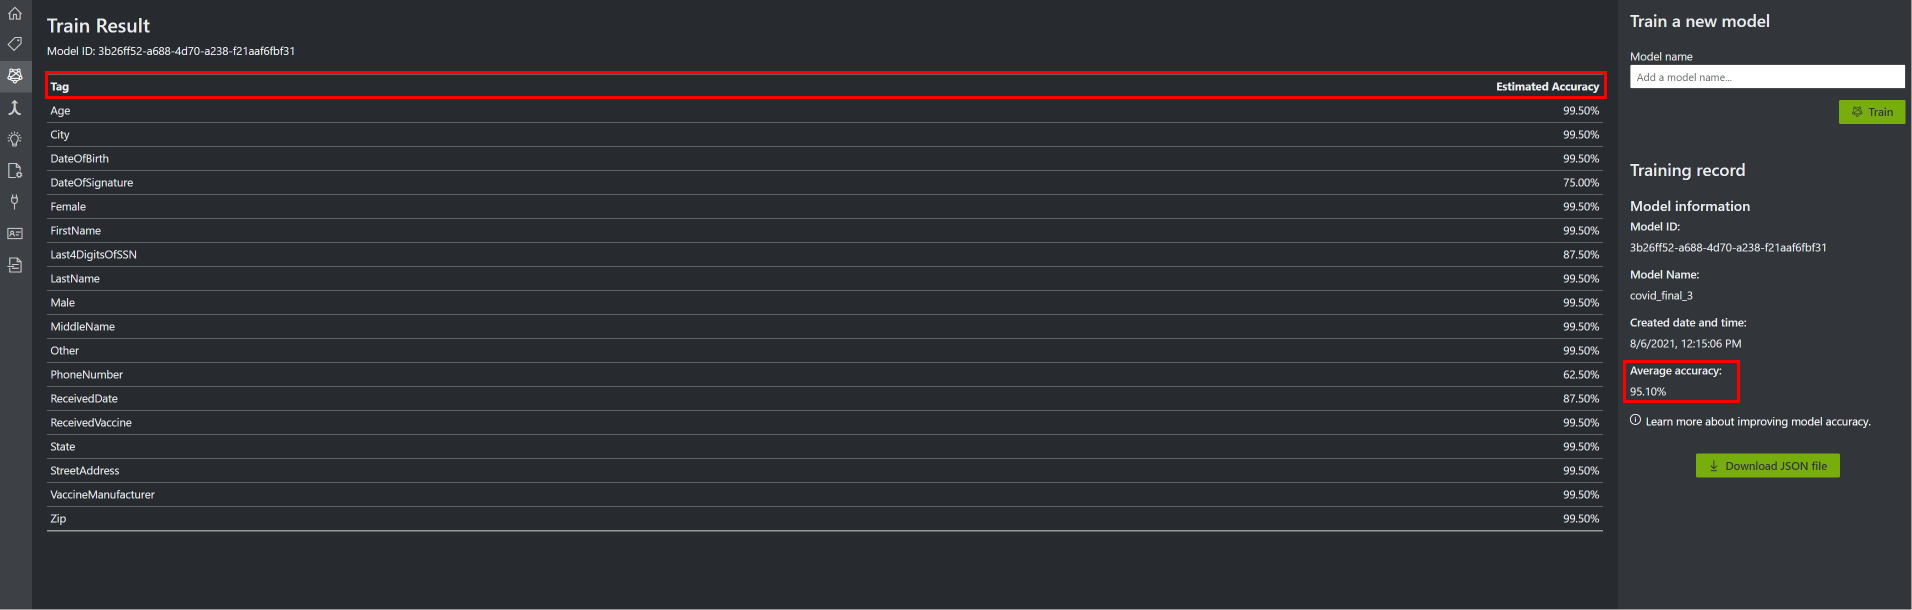 Train Result
Model ID: 3b26ff52-a688-4d70-a238-f21aaf6fbf31
Tag Estimated Accuracy
Age 99.50%
City 99.50%
DateOfBirth 99.50%
DateOfSignature 75.00%
Female 99.50%
FirstName 99.50%
Last4DigitsOfSSN 87.50%
LastName 99.50%
Male 99.50%
MiddleName 99.50%
Other 99.50%
PhoneNumber 62.50%
ReceivedDate 87.50%
ReceivedVaccine 99.50%
State 99.50%
StreetAddress 99.50%
VaccineManufacturer 99.50%
Zip 99.50%
Train a new model
Model name
Add a model name...
Train
Training record
Model information
Model ID:
3b26ff52-a688-4d70-a238-f21aaf6fbf31
Model Name:
covid_final_3
Created date and time:
8/6/2021, 12:15:06 PM
Average accuracy:
95.10%
Learn more about improving model accuracy.
Download JSON file